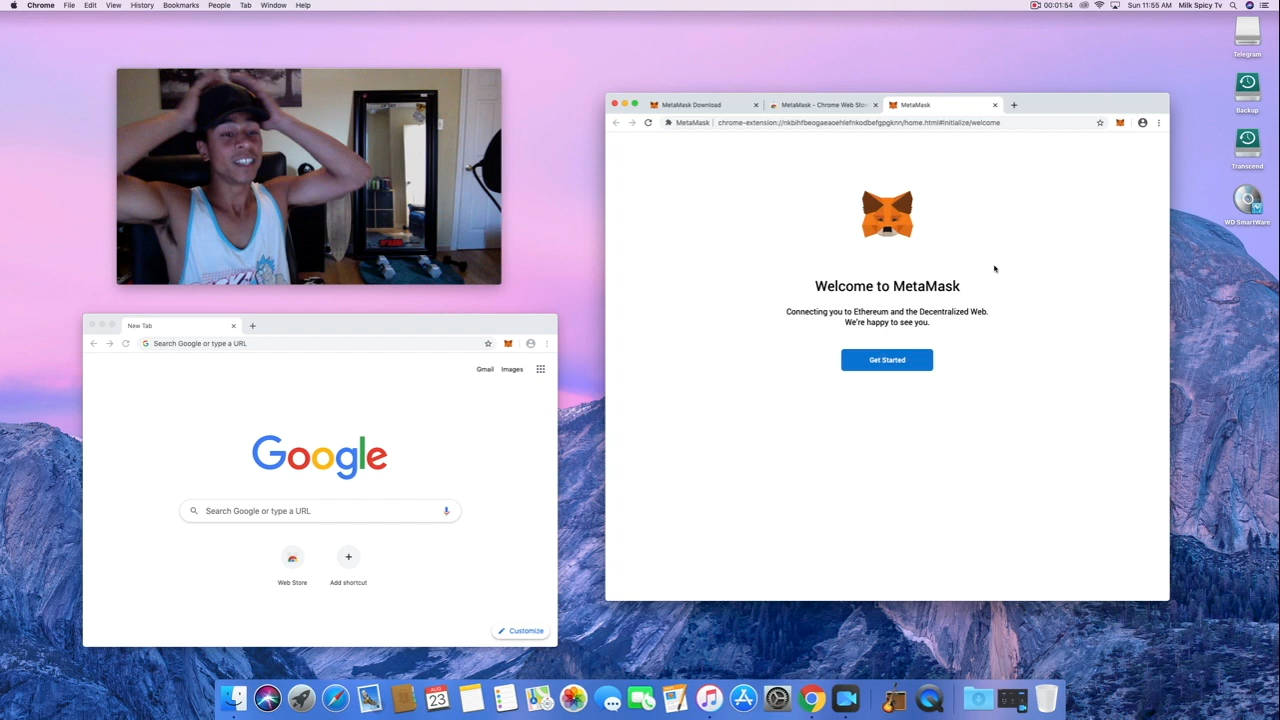 Chrome File Edit View History Bookmarks People Tab Window Help 00:01:54 Sun 11:55 AM Milk Spicy Tv
Telegram
Backup
Transcend
WD SmartWare
MetaMask Download MetaMask - Chrome Web Stor MetaMask
MetaMask chrome-extension://nkbihfbeogaeaoehlefnkodbefgpgknn/home.html#initialize/welcome
Welcome to MetaMask
Connecting you to Ethereum and the Decentralized Web.
We're happy to see you.
Get Started
New Tab
Search Google or type a URL
Gmail Images
Google
Search Google or type a URL
Web Store Add shortcut
Customize
AUG
23